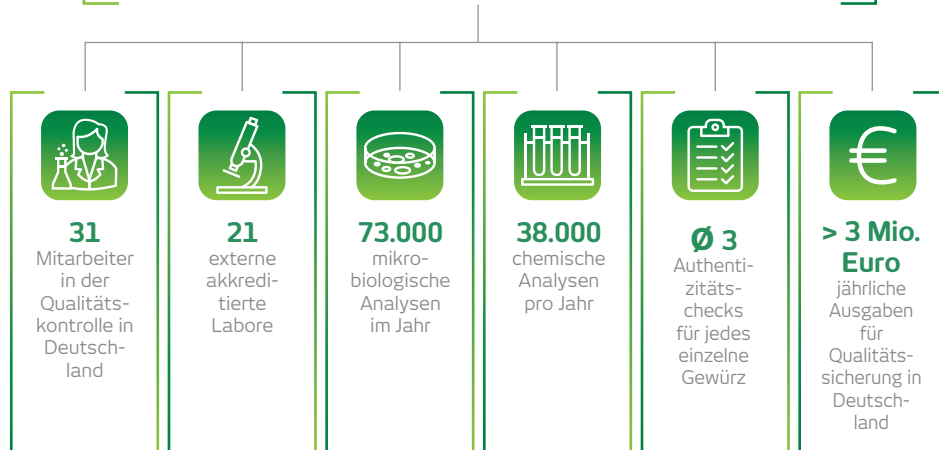 31
Mitarbeiter
in der
Qualitäts-
kontrolle in
Deutsch-
land
21
externe
akkredi-
tierte
Labore
73.000
mikro-
biologische
Analysen
im Jahr
38.000
chemische
Analysen
pro Jahr
Ø 3
Authenti-
zitäts-
checks
für jedes
einzelne
Gewürz
> 3 Mio.
Euro
jährliche
Ausgaben
für
Qualitäts-
sicherung in
Deutsch-
land